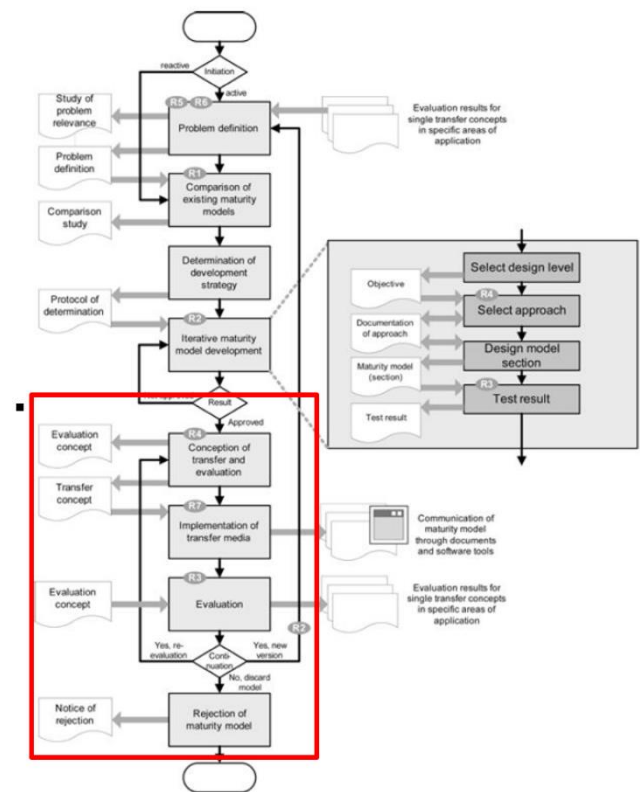 reactive
Initiation
active
R5
R6
Study of
problem
relevance
Problem definition
Evaluation results for
single transfer concepts
in specific areas of
application
Problem
definition
R1
Comparison of
existing maturity
models
Comparison
study
Determination of
development
strategy
Protocol of
determination
R2
Iterative maturity
model development
Result
Approved
Select design level
Objective
R4
Select approach
Documentation
of approach
Design model
section
Maturity model
(section)
R3
Test result
Test result
Evaluation
concept
R4
Conception of
transfer and
evaluation
Transfer
concept
R7
Implementation of
transfer media
Communication of
maturity model
through documents
and software tools
Evaluation
concept
R3
Evaluation
Evaluation results for
single transfer concepts
in specific areas of
application
R2
Yes, re-
evaluation
Conti-
nuation
Yes, new
version
No, discard
model
Notice of
rejection
Rejection of
maturity model